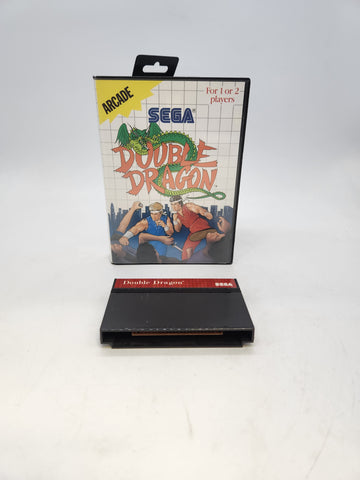 ARCADE
For 1 or 2
players
SEGA
DOUBLE
DRAGON
Double Dragon
SEGA